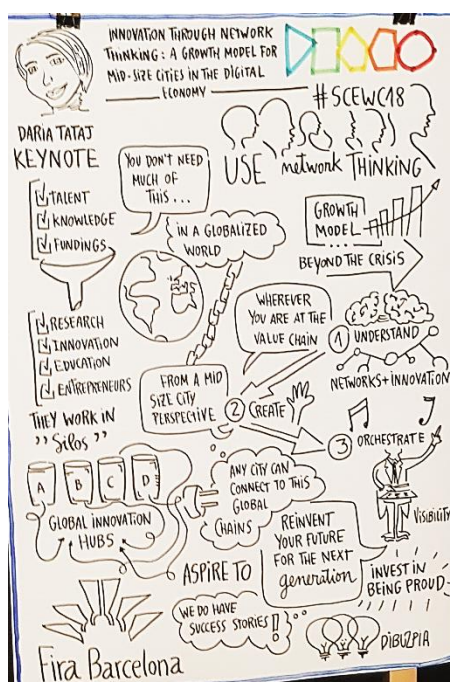 INNOVATION THROUGH NETWORK
THINKING: A GROWTH MODEL FOR
MID-SIZE CITIES IN THE DIGITAL
ECONOMY
#SCEWC18
DARIA TATAJ
KEYNOTE
USE network THINKING
YOU DON'T NEED
MUCH OF
THIS...
TALENT
KNOWLEDGE
FUNDINGS
IN A GLOBALIZED
WORLD
GROWTH
MODEL...
BEYOND THE CRISIS
RESEARCH
INNOVATION
EDUCATION
ENTREPRENEURS
WHEREVER
YOU ARE AT THE
VALUE CHAIN
1 UNDERSTAND
NETWORKS+INNOVATION
FROM A MID
SIZE CITY
PERSPECTIVE
2 CREATE
3 ORCHESTRATE
THEY WORK IN
"Silos"
A B C D
GLOBAL INNOVATION
HUBS
ANY CITY CAN
CONNECT TO THIS
GLOBAL
CHAINS
VISIBILITY
ASPIRE TO
REINVENT
YOUR FUTURE
FOR THE NEXT
generation
INVEST IN
BEING PROUD
WE DO HAVE
SUCCESS STORIES!!
DIBUZPIA
Fira Barcelona